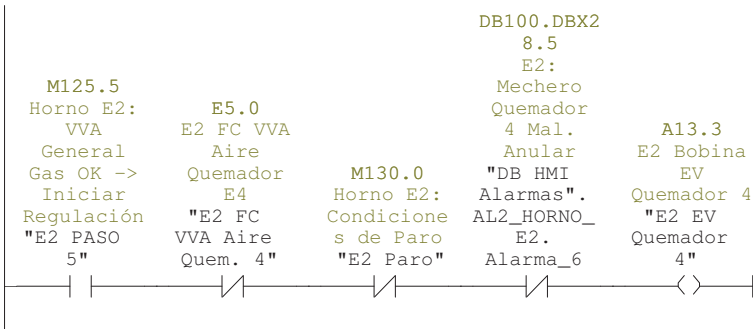 M125.5
Horno E2:
VVA
General
Gas OK ->
Iniciar
Regulación
"E2 PASO
5"
E5.0
E2 FC VVA
Aire
Quemador
E4
"E2 FC
VVA Aire
Quem. 4"
M130.0
Horno E2:
Condicione
s de Paro
"E2 Paro"
DB100.DBX2
8.5
E2:
Mechero
Quemador
4 Mal.
Anular
"DB HMI
Alarmas".
AL2_HORNO_
E2.
Alarma_6
A13.3
E2 Bobina
EV
Quemador 4
"E2 EV
Quemador
4"